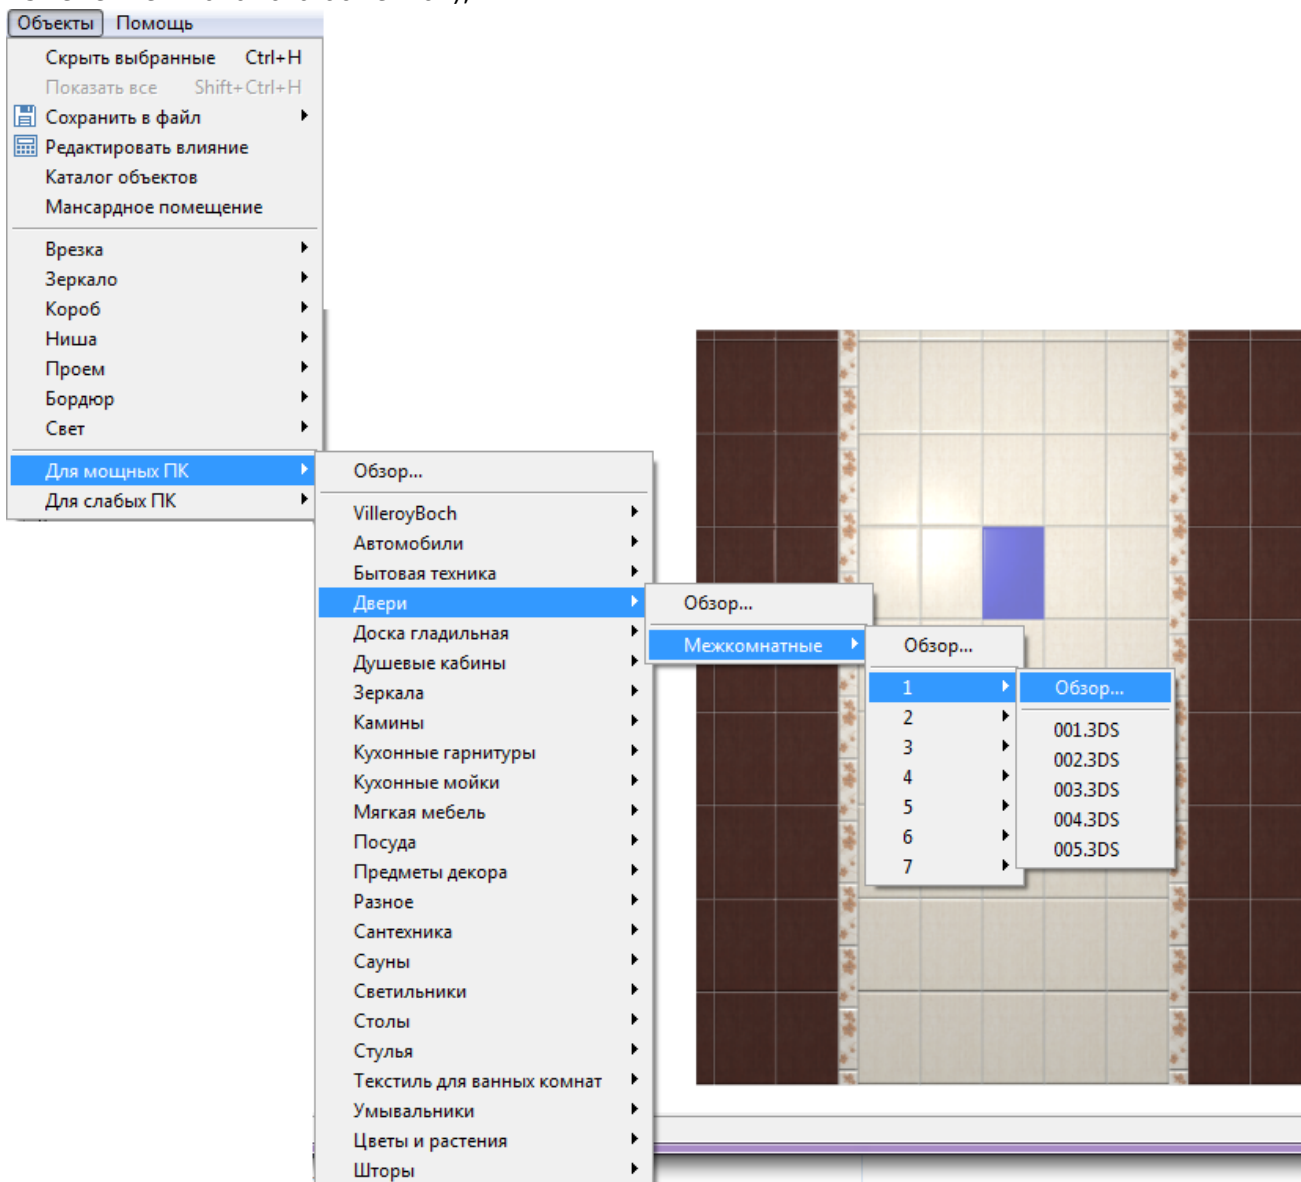 Объекты Помощь
Скрыть выбранные Ctrl+H
Показать все Shift+Ctrl+H
Сохранить в файл
Редактировать влияние
Каталог объектов
Мансардное помещение
Врезка
Зеркало
Короб
Ниша
Проем
Бордюр
Свет
Для мощных ПК
Для слабых ПК
Обзор...
VilleroyBoch
Автомобили
Бытовая техника
Двери
Доска гладильная
Душевые кабины
Зеркала
Камины
Кухонные гарнитуры
Кухонные мойки
Мягкая мебель
Посуда
Предметы декора
Разное
Сантехника
Сауны
Светильники
Столы
Стулья
Текстиль для ванных комнат
Умывальники
Цветы и растения
Шторы
Обзор...
Межкомнатные
Обзор...
1
2
3
4
5
6
7
Обзор...
001.3DS
002.3DS
003.3DS
004.3DS
005.3DS